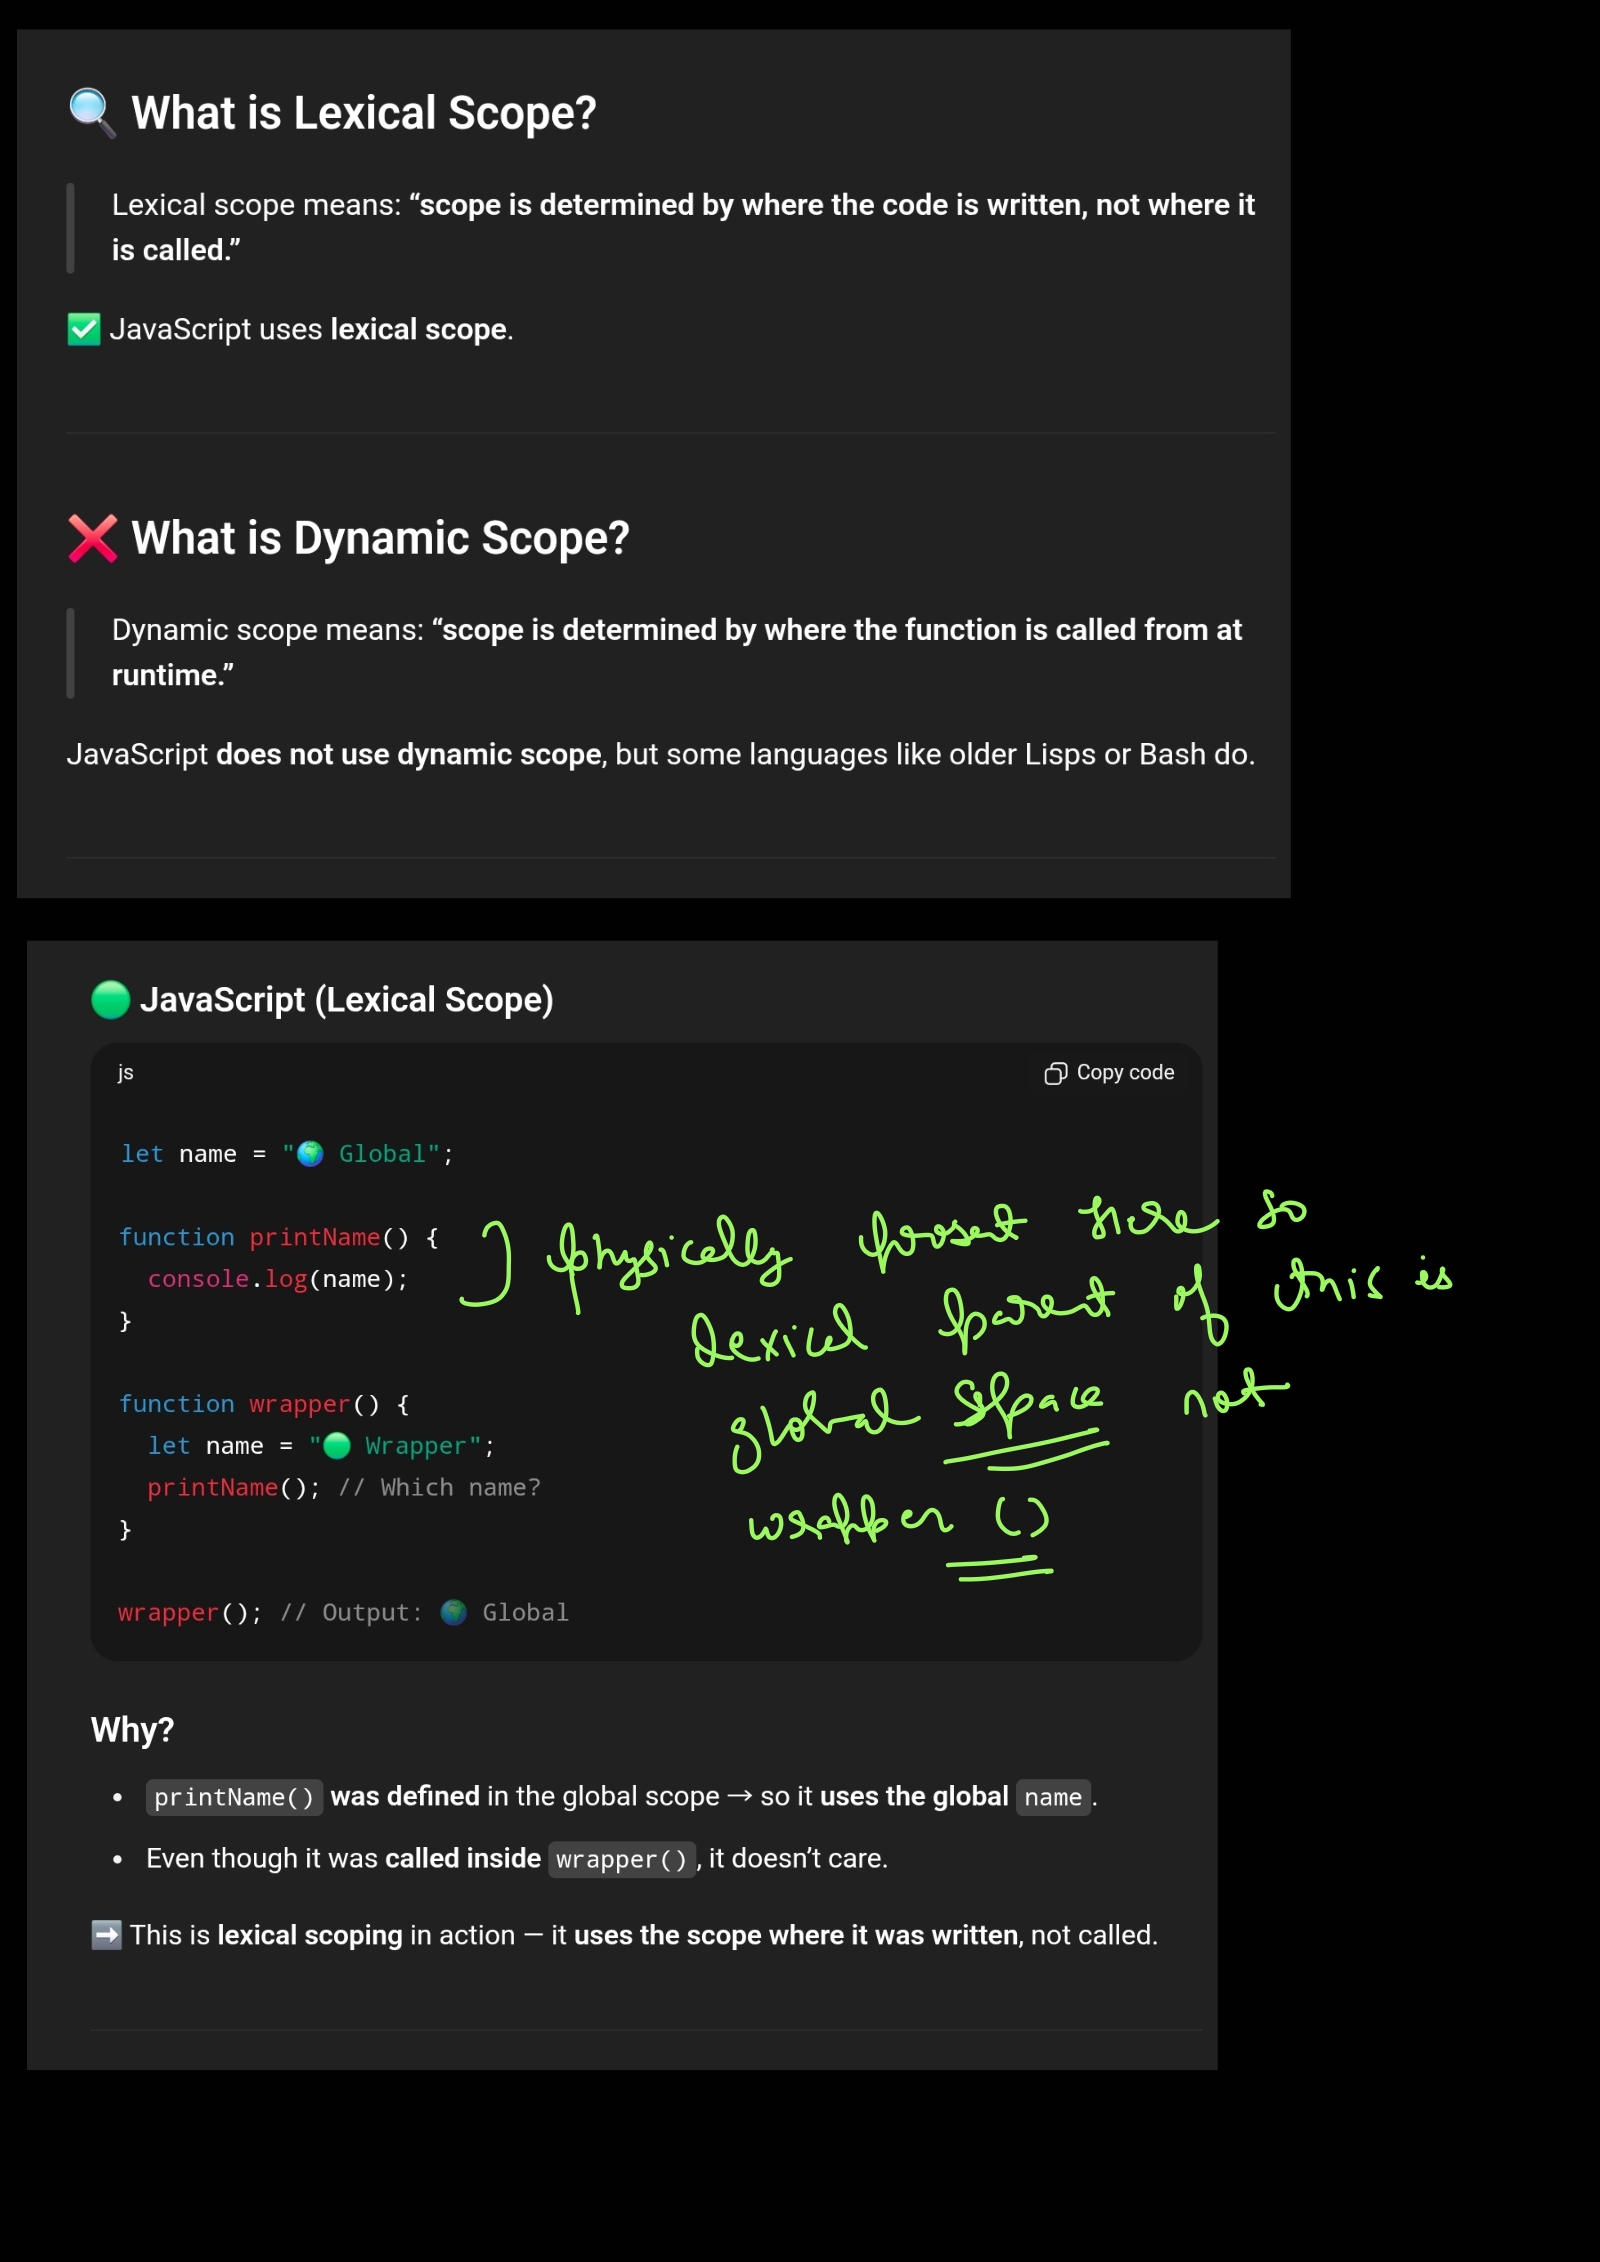 🔍 What is Lexical Scope?
Lexical scope means: “scope is determined by where the code is written, not where it
is called.”
✅ JavaScript uses lexical scope.
❌ What is Dynamic Scope?
Dynamic scope means: “scope is determined by where the function is called from at
runtime.”
JavaScript does not use dynamic scope, but some languages like older Lisps or Bash do.
🟢 JavaScript (Lexical Scope)
js
Copy code
let name = "🌍 Global";
function printName() {
console.log(name);
}
physically present here so
lexical parent of this is
global space not
wrapper ()
function wrapper() {
let name = "🟢 Wrapper";
printName(); // Which name?
}
wrapper(); // Output: 🌍 Global
Why?
• printName() was defined in the global scope → so it uses the global name.
• Even though it was called inside wrapper(), it doesn’t care.
➡️ This is lexical scoping in action — it uses the scope where it was written, not called.